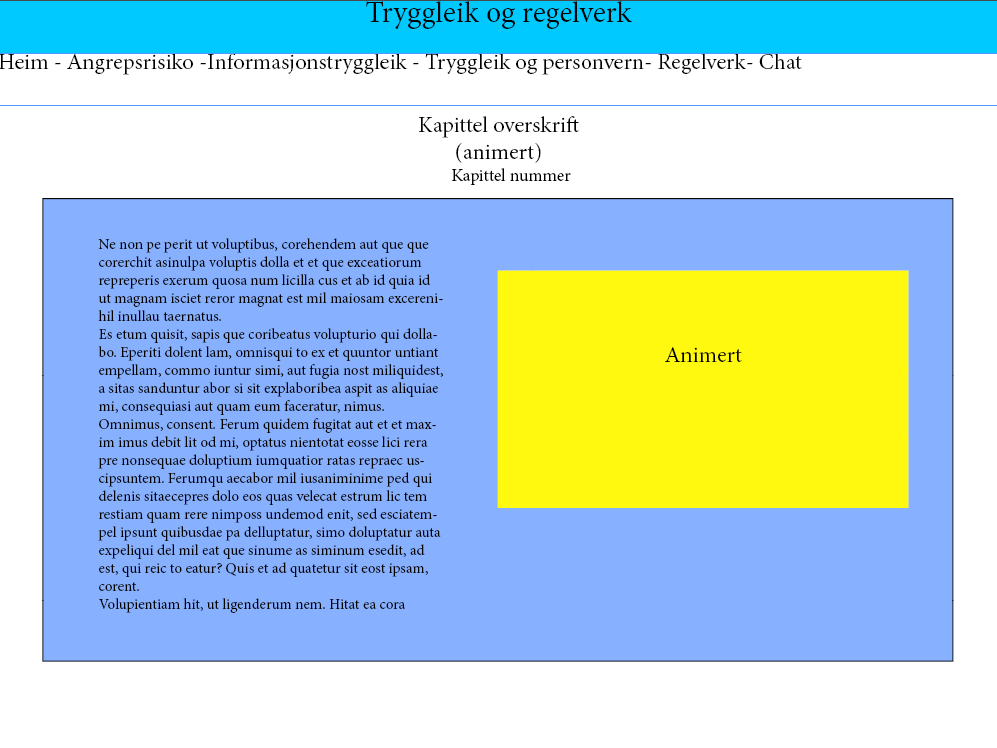 Tryggleik og regelverk
Heim - Angrepsrisiko -Informasjonstryggleik - Tryggleik og personvern- Regelverk- Chat
Kapittel overskrift
(animert)
Kapittel nummer
Ne non pe perit ut voluptibus, corehendem aut que que
corerchit asinulpa voluptis dolla et et que exceatiorum
repreperis exerum quosa num licilla cus et ab id quia id
ut magnam isciet reror magnat est mil maiosam excereni-
hil inullau taernatus.
Es etum quisit, sapis que coribeatus volupturio qui dolla-
bo. Eperiti dolent lam, omnisqui to ex et quuntor untiant
empellam, commo iuntur simi, aut fugia nost miliquidest,
a sitas sanduntur abor si sit explaboribea aspit as aliquiae
mi, consequiasi aut quam eum faceratur, nimus.
Omnimus, consent. Ferum quidem fugitat aut et et max-
im imus debit lit od mi, optatus nientotat eosse lici rera
pre nonsequae doluptium iumquatior ratas repraec us-
cipsuntem. Ferumqu aecabor mil iusaniminime ped qui
delenis sitaecepres dolo eos quas velecat estrum lic tem
restiam quam rere nimposs undemod enit, sed esciatem-
pel ipsunt quibusdae pa delluptatur, simo doluptatur auta
expeliqui del mil eat que sinume as siminum esedit, ad
est, qui reic to eatur? Quis et ad quatetur sit eost ipsam,
corent.
Volupientiam hit, ut ligenderum nem. Hitat ea cora
Animert